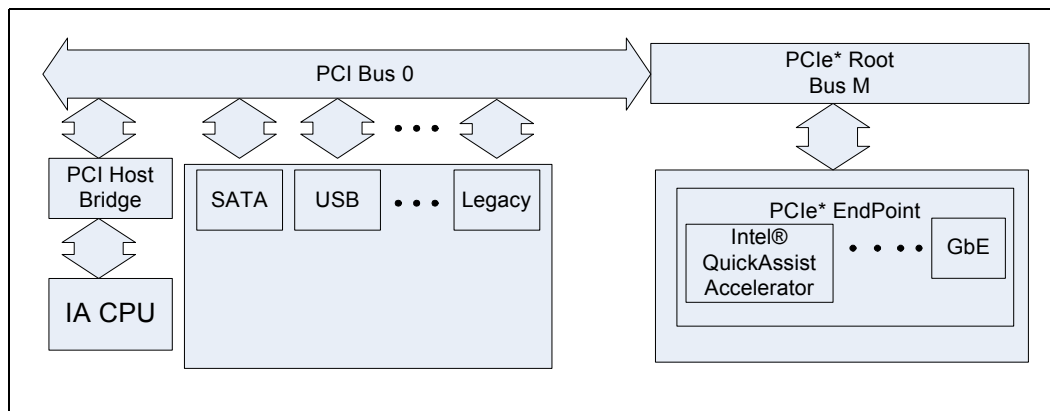 PCI Bus 0
PCIe* Root
Bus M
PCI Host
Bridge
SATA
USB
Legacy
PCIe* EndPoint
Intel®
QuickAssist
Accelerator
GbE
IA CPU